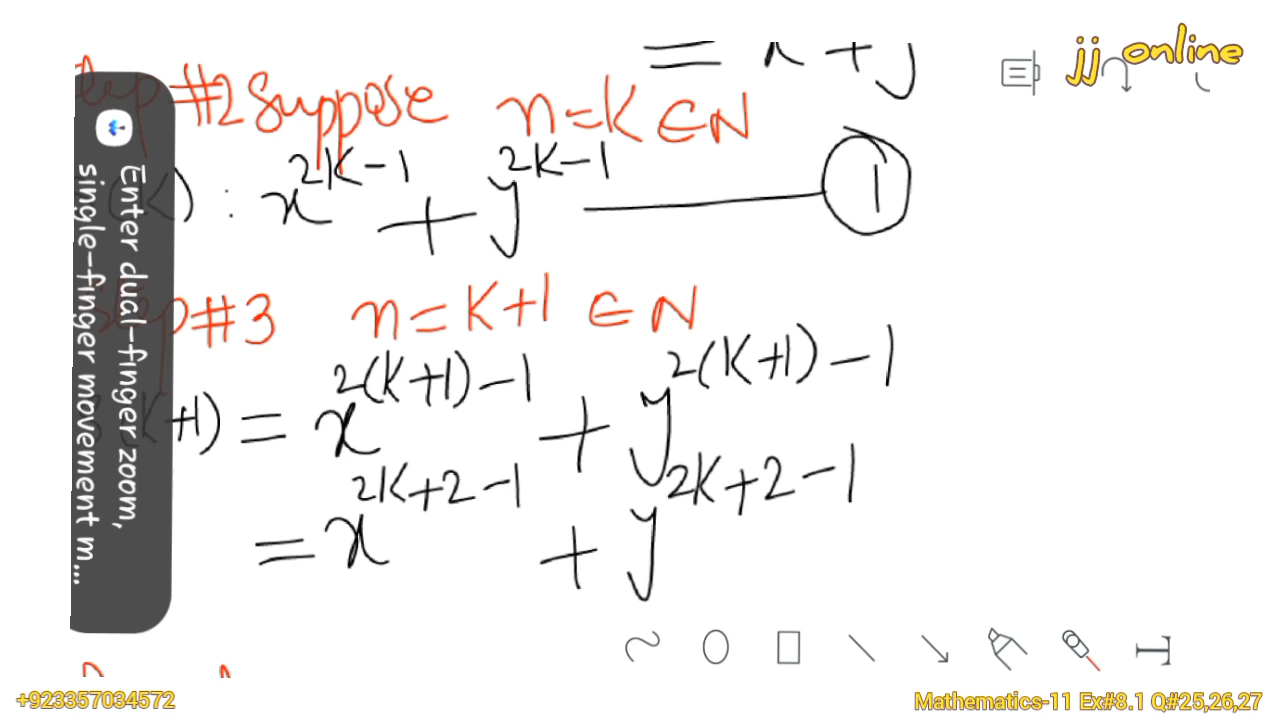 = x + y
jj online
#2 Suppose n=K∈N
(K) : x^{2K-1} + y^{2K-1} ——— ①
Step #3 n=K+1 ∈ N
K+1) = x^{2(K+1)-1} + y^{2(K+1)-1}
= x^{2K+2-1} + y^{2K+2-1}
Enter dual-finger zoom,
single-finger movement m...
+923357034572
Mathematics-11 Ex#8.1 Q#25,26,27